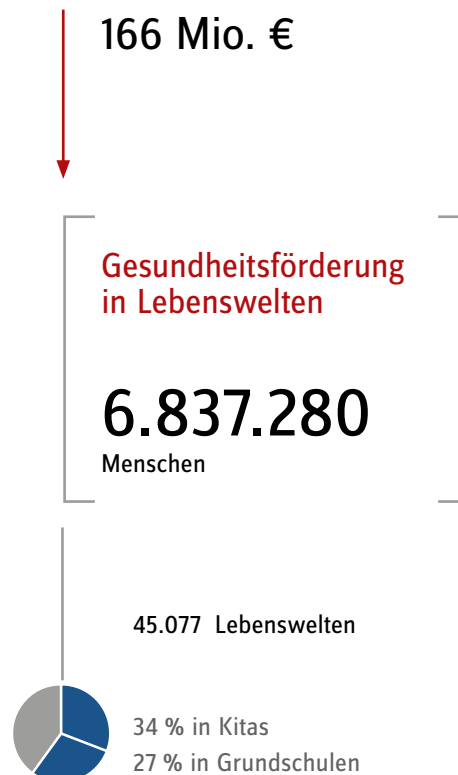 166 Mio. €
Gesundheitsförderung
in Lebenswelten
6.837.280
Menschen
45.077 Lebenswelten
34 % in Kitas
27 % in Grundschulen